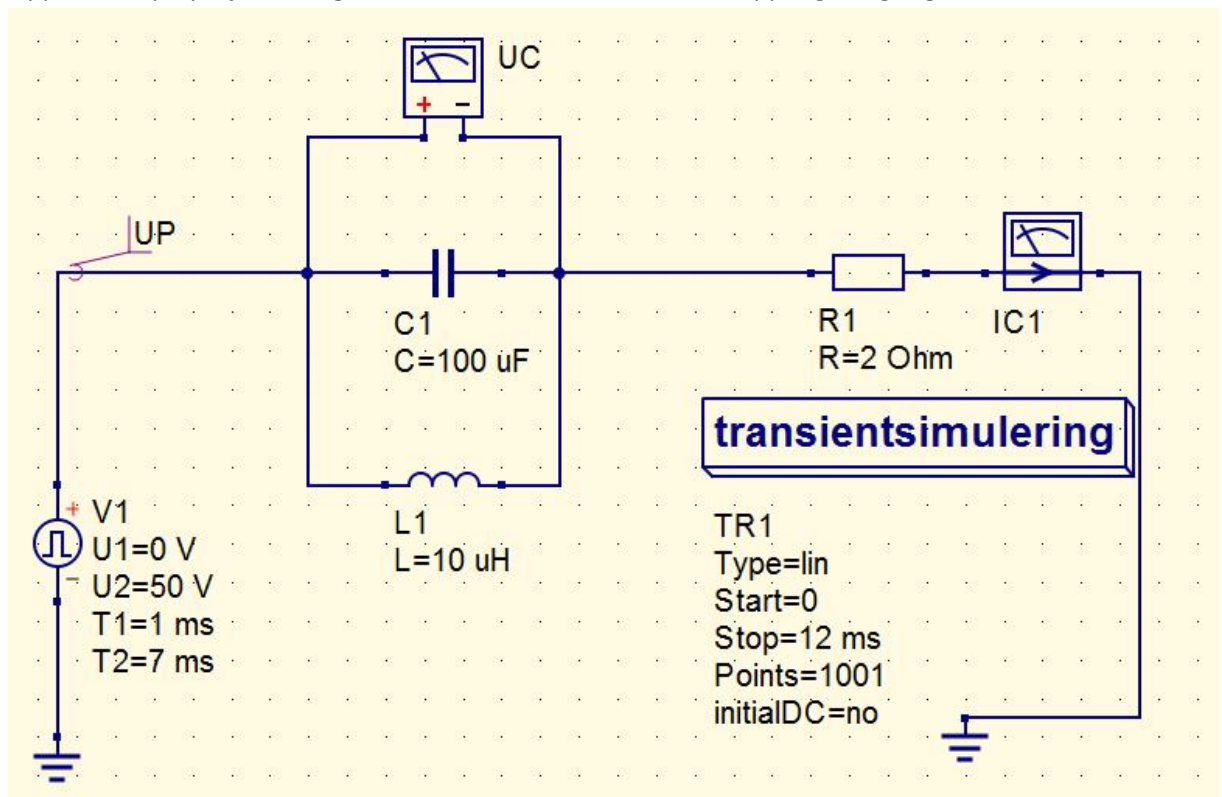 UC
+ −
UP
C1
C=100 uF
R1
R=2 Ohm
IC1
transientsimulering
+
V1
U1=0 V
−
U2=50 V
T1=1 ms
T2=7 ms
L1
L=10 uH
TR1
Type=lin
Start=0
Stop=12 ms
Points=1001
initialDC=no